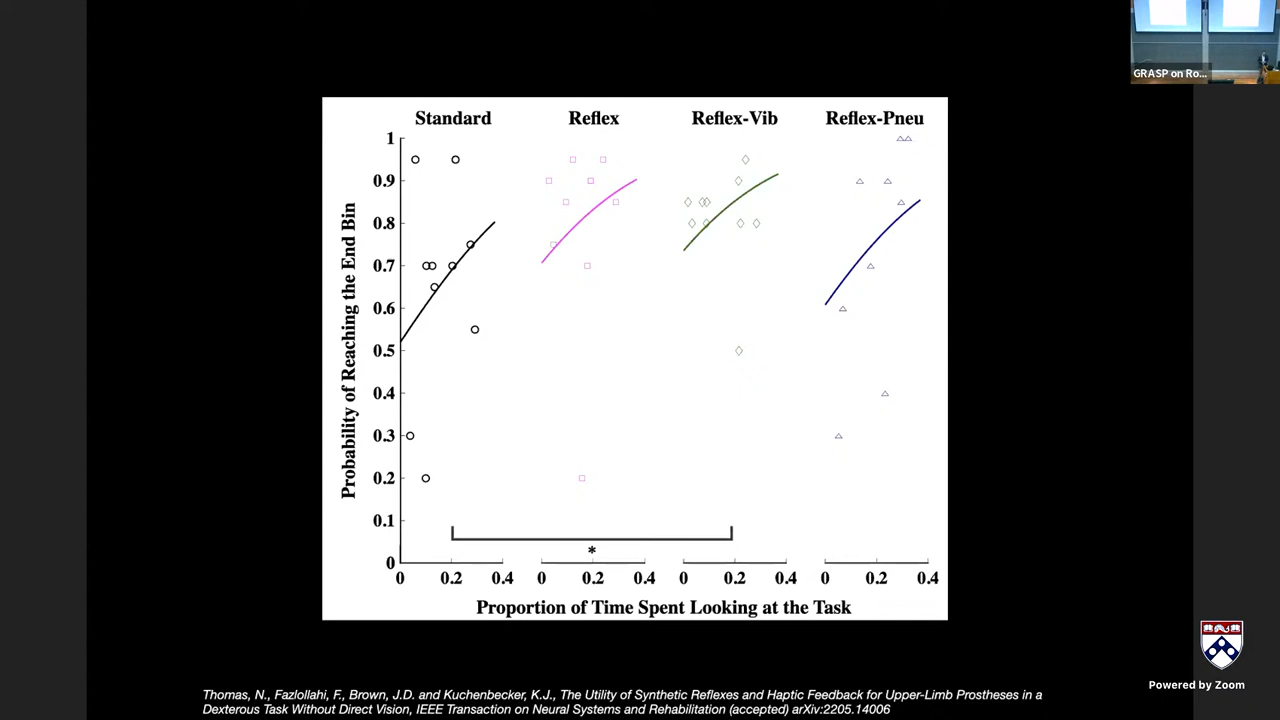 GRASP on Ro...
Standard
Reflex
Reflex-Vib
Reflex-Pneu
Probability of Reaching the End Bin
1
0.9
0.8
0.7
0.6
0.5
0.4
0.3
0.2
0.1
0
*
0 0.2 0.4 0 0.2 0.4 0 0.2 0.4 0 0.2 0.4
Proportion of Time Spent Looking at the Task
Powered by Zoom
Thomas, N., Fazlollahi, F., Brown, J.D. and Kuchenbecker, K.J., The Utility of Synthetic Reflexes and Haptic Feedback for Upper-Limb Prostheses in a
Dexterous Task Without Direct Vision, IEEE Transaction on Neural Systems and Rehabilitation (accepted) arXiv:2205.14006